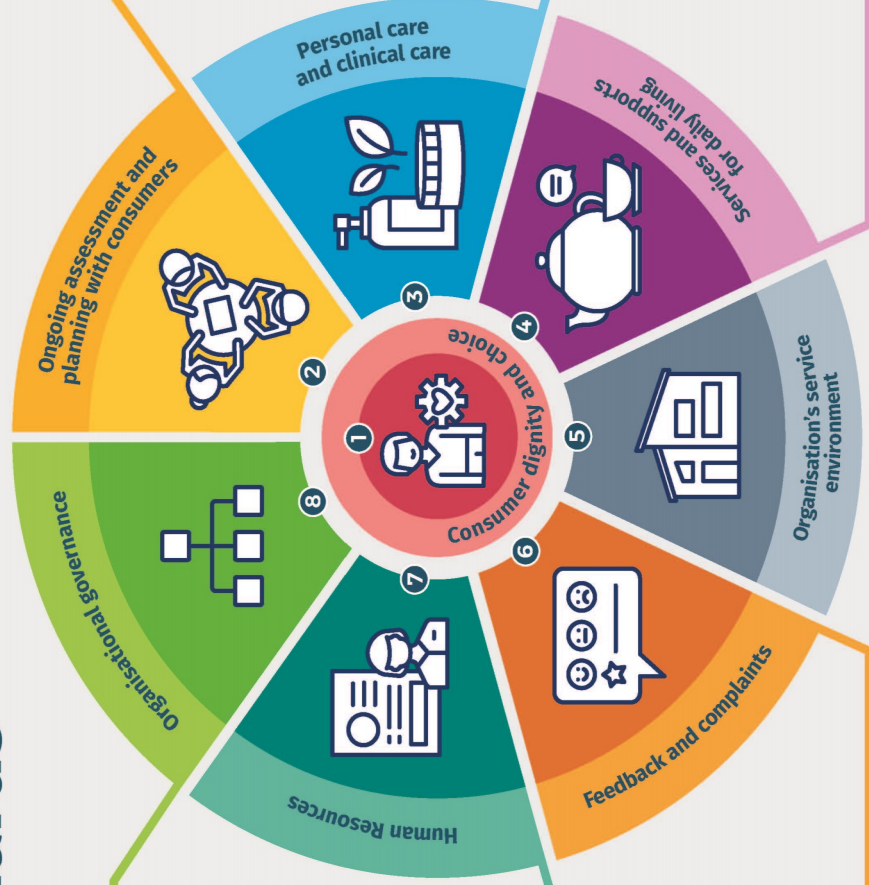 1
Consumer dignity and choice
2
Ongoing assessment and
planning with consumers
3
Personal care
and clinical care
4
Services and supports
for daily living
5
Organisation's service
environment
6
Feedback and complaints
7
Human Resources
8
Organisational governance